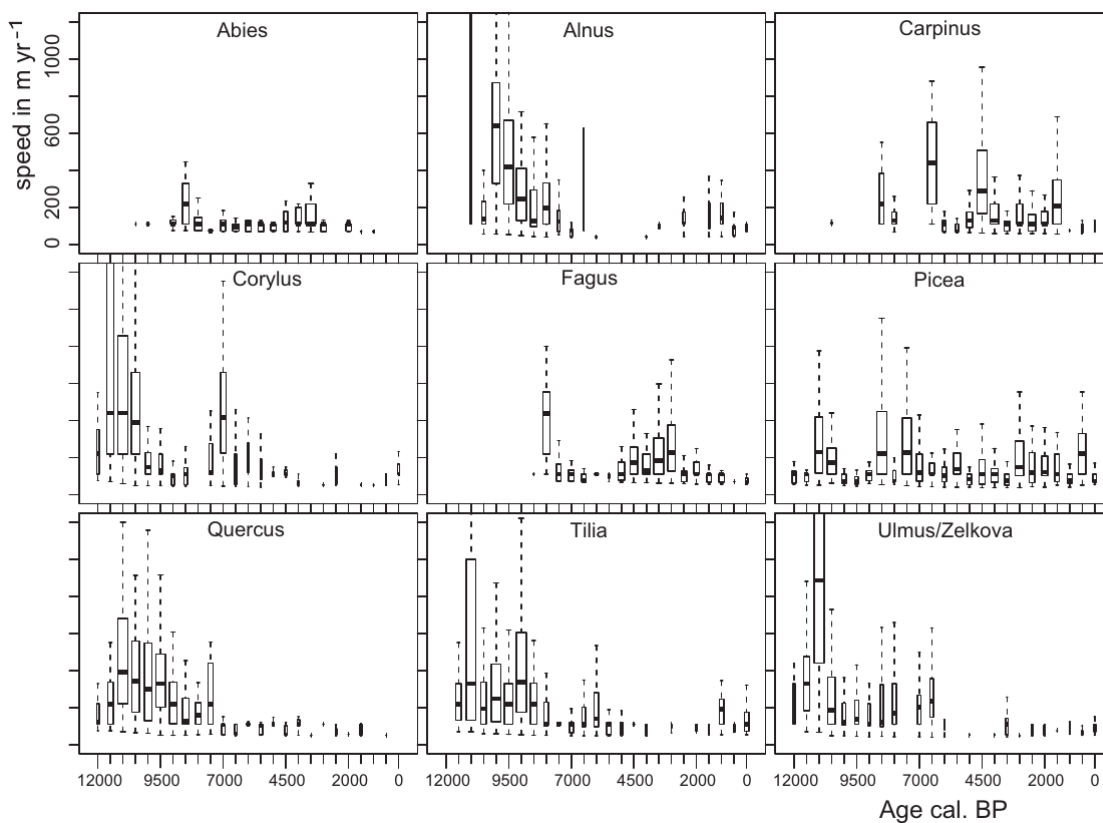 Abies
Alnus
Carpinus
speed in m yr⁻¹
1000
600
200
0
Corylus
Fagus
Picea
Quercus
Tilia
Ulmus/Zelkova
12000 9500 7000 4500 2000 0
12000 9500 7000 4500 2000 0
12000 9500 7000 4500 2000 0
Age cal. BP